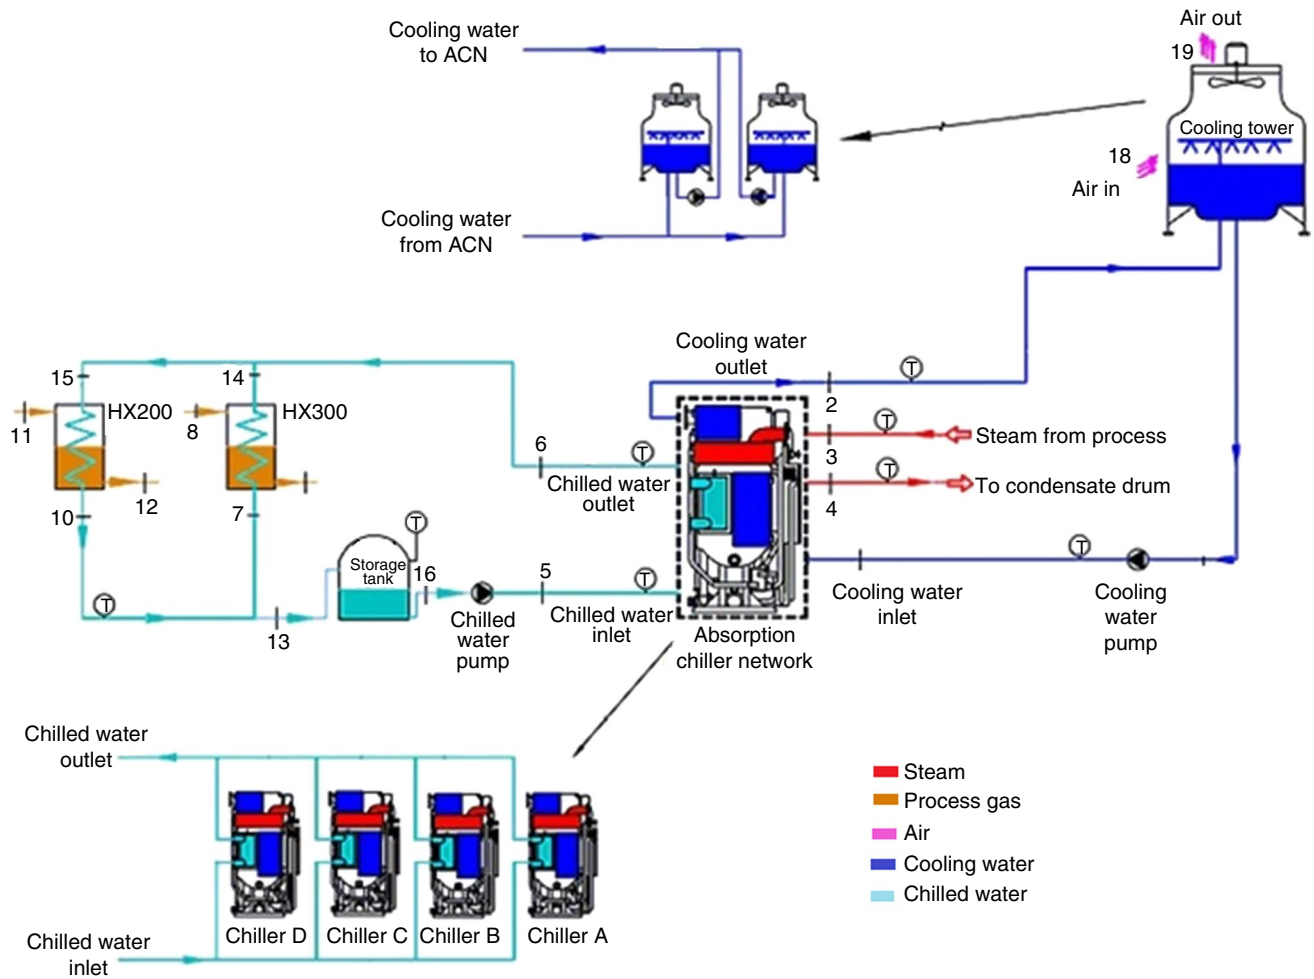 Air out
19
Cooling water
to ACN
Cooling tower
18
Air in
Cooling water
from ACN
Cooling water
outlet
T
2
15
14
HX200
HX300
11
8
6
T
Chilled water
outlet
T
3
Steam from process
T
4
To condensate drum
12
10
7
T
T
Storage
tank
16
13
Chilled
water
pump
5
T
Chilled water
inlet
Absorption
chiller network
Cooling water
inlet
T
Cooling
water
pump
Chilled water
outlet
Chiller D
Chiller C
Chiller B
Chiller A
Chilled water
inlet
Steam
Process gas
Air
Cooling water
Chilled water